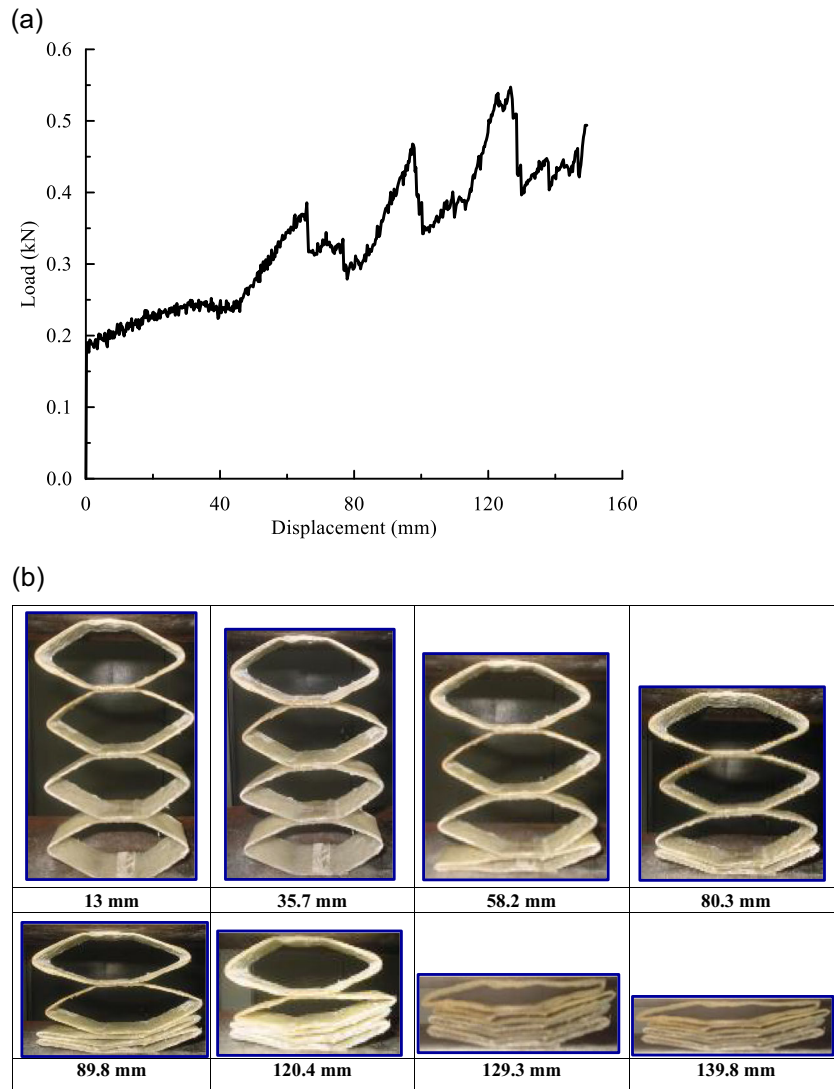 (a)
0.6
0.5
0.4
0.3
0.2
0.1
0.0
Load (kN)
0 40 80 120 160
Displacement (mm)
(b)
13 mm 35.7 mm 58.2 mm 80.3 mm
89.8 mm 120.4 mm 129.3 mm 139.8 mm